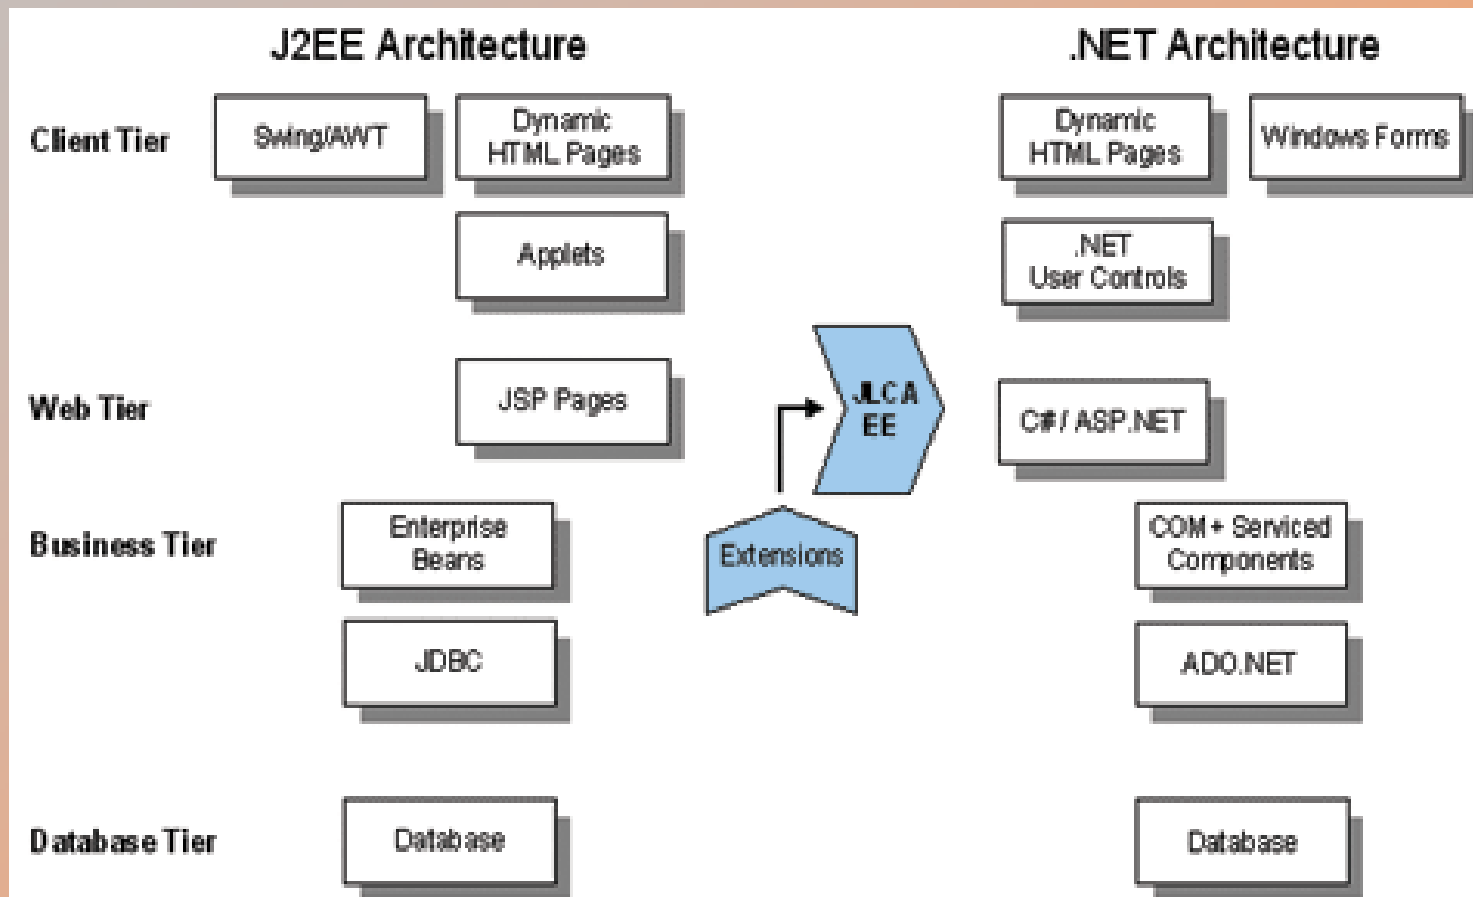 J2EE Architecture
.NET Architecture
Client Tier
Swing/AWT
Dynamic
HTML Pages
Dynamic
HTML Pages
Windows Forms
Applets
.NET
User Controls
Web Tier
JSP Pages
JLCA
EE
C# / ASP.NET
Business Tier
Enterprise
Beans
Extensions
COM+ Serviced
Components
JDBC
ADO.NET
Database Tier
Database
Database